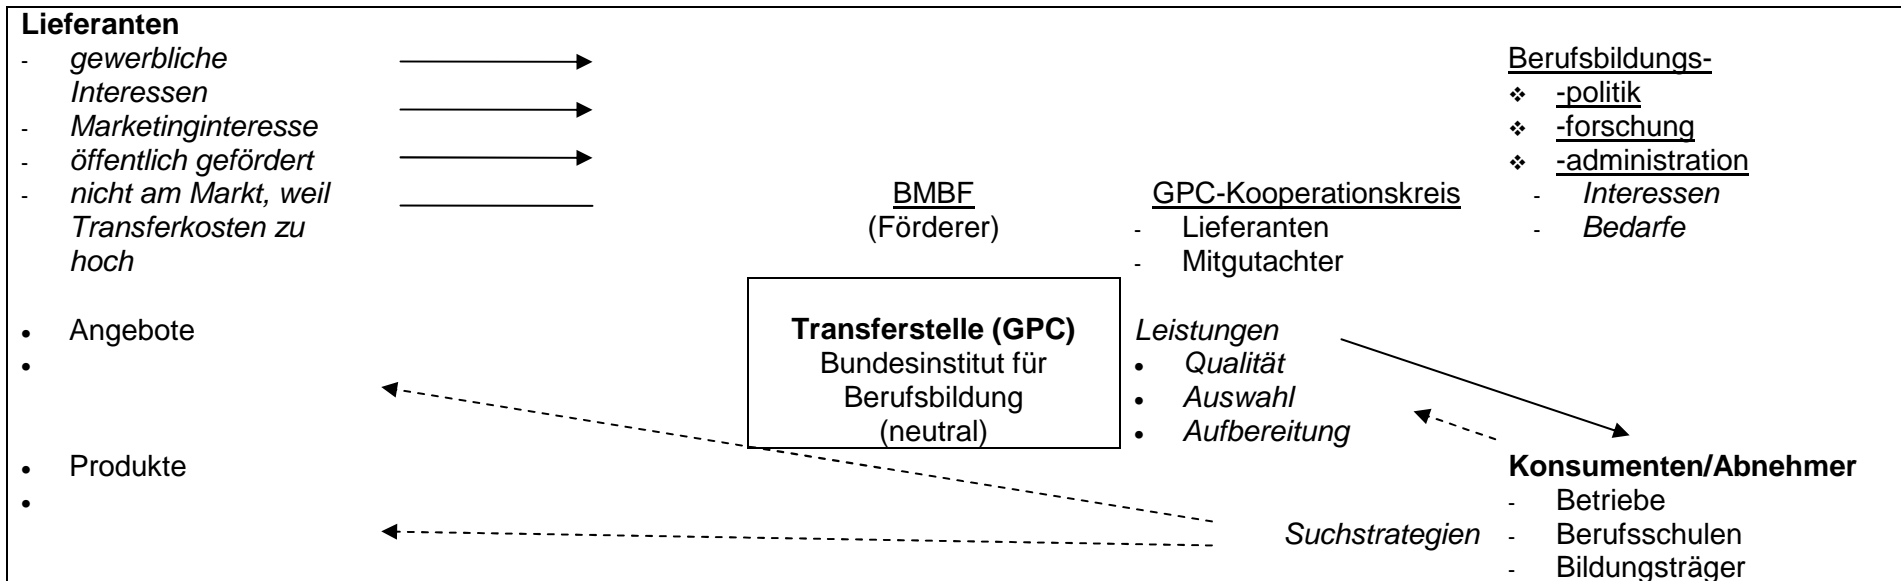 Lieferanten
- gewerbliche
Interessen
- Marketinginteresse
- öffentlich gefördert
- nicht am Markt, weil
Transferkosten zu
hoch
• Angebote
•
• Produkte
•
BMBF
(Förderer)
Transferstelle (GPC)
Bundesinstitut für
Berufsbildung
(neutral)
GPC-Kooperationskreis
- Lieferanten
- Mitgutachter
Leistungen
• Qualität
• Auswahl
• Aufbereitung
Suchstrategien
Berufsbildungs-
❖ -politik
❖ -forschung
❖ -administration
- Interessen
- Bedarfe
Konsumenten/Abnehmer
- Betriebe
- Berufsschulen
- Bildungsträger